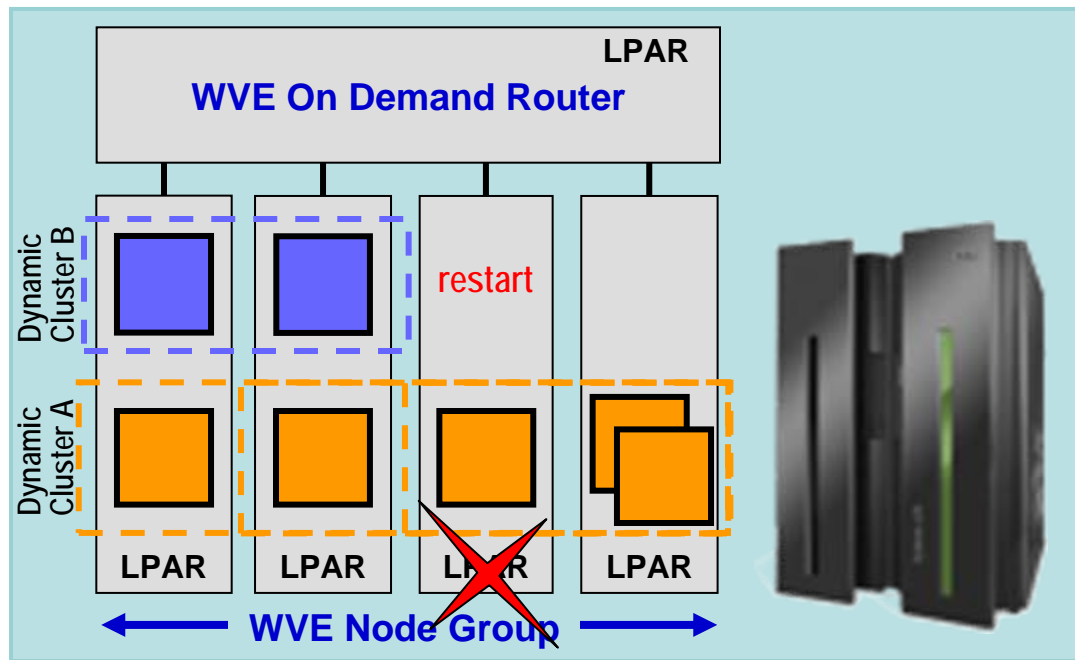 LPAR
WVE On Demand Router
Dynamic
Cluster B
restart
Dynamic
Cluster A
LPAR
LPAR
LPAR
LPAR
WVE Node Group